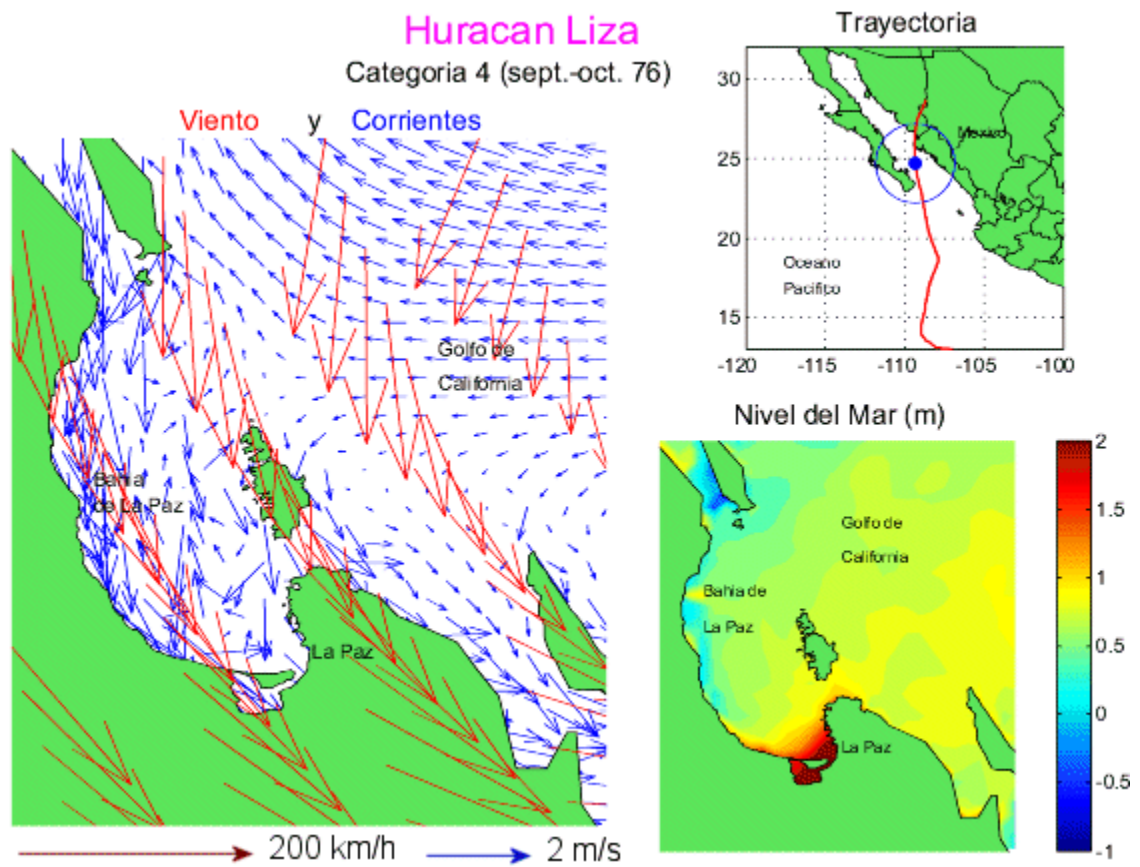 Huracan Liza
Categoria 4 (sept.-oct. 76)
Viento y Corrientes
Golfo de
California
Bahia
de La Paz
La Paz
200 km/h
2 m/s
Trayectoria
30
25
20
15
Mexico
Oceano
Pacifico
-120 -115 -110 -105 -100
Nivel del Mar (m)
Golfo de
California
Bahia de
La Paz
La Paz
2
1.5
1
0.5
0
-0.5
-1